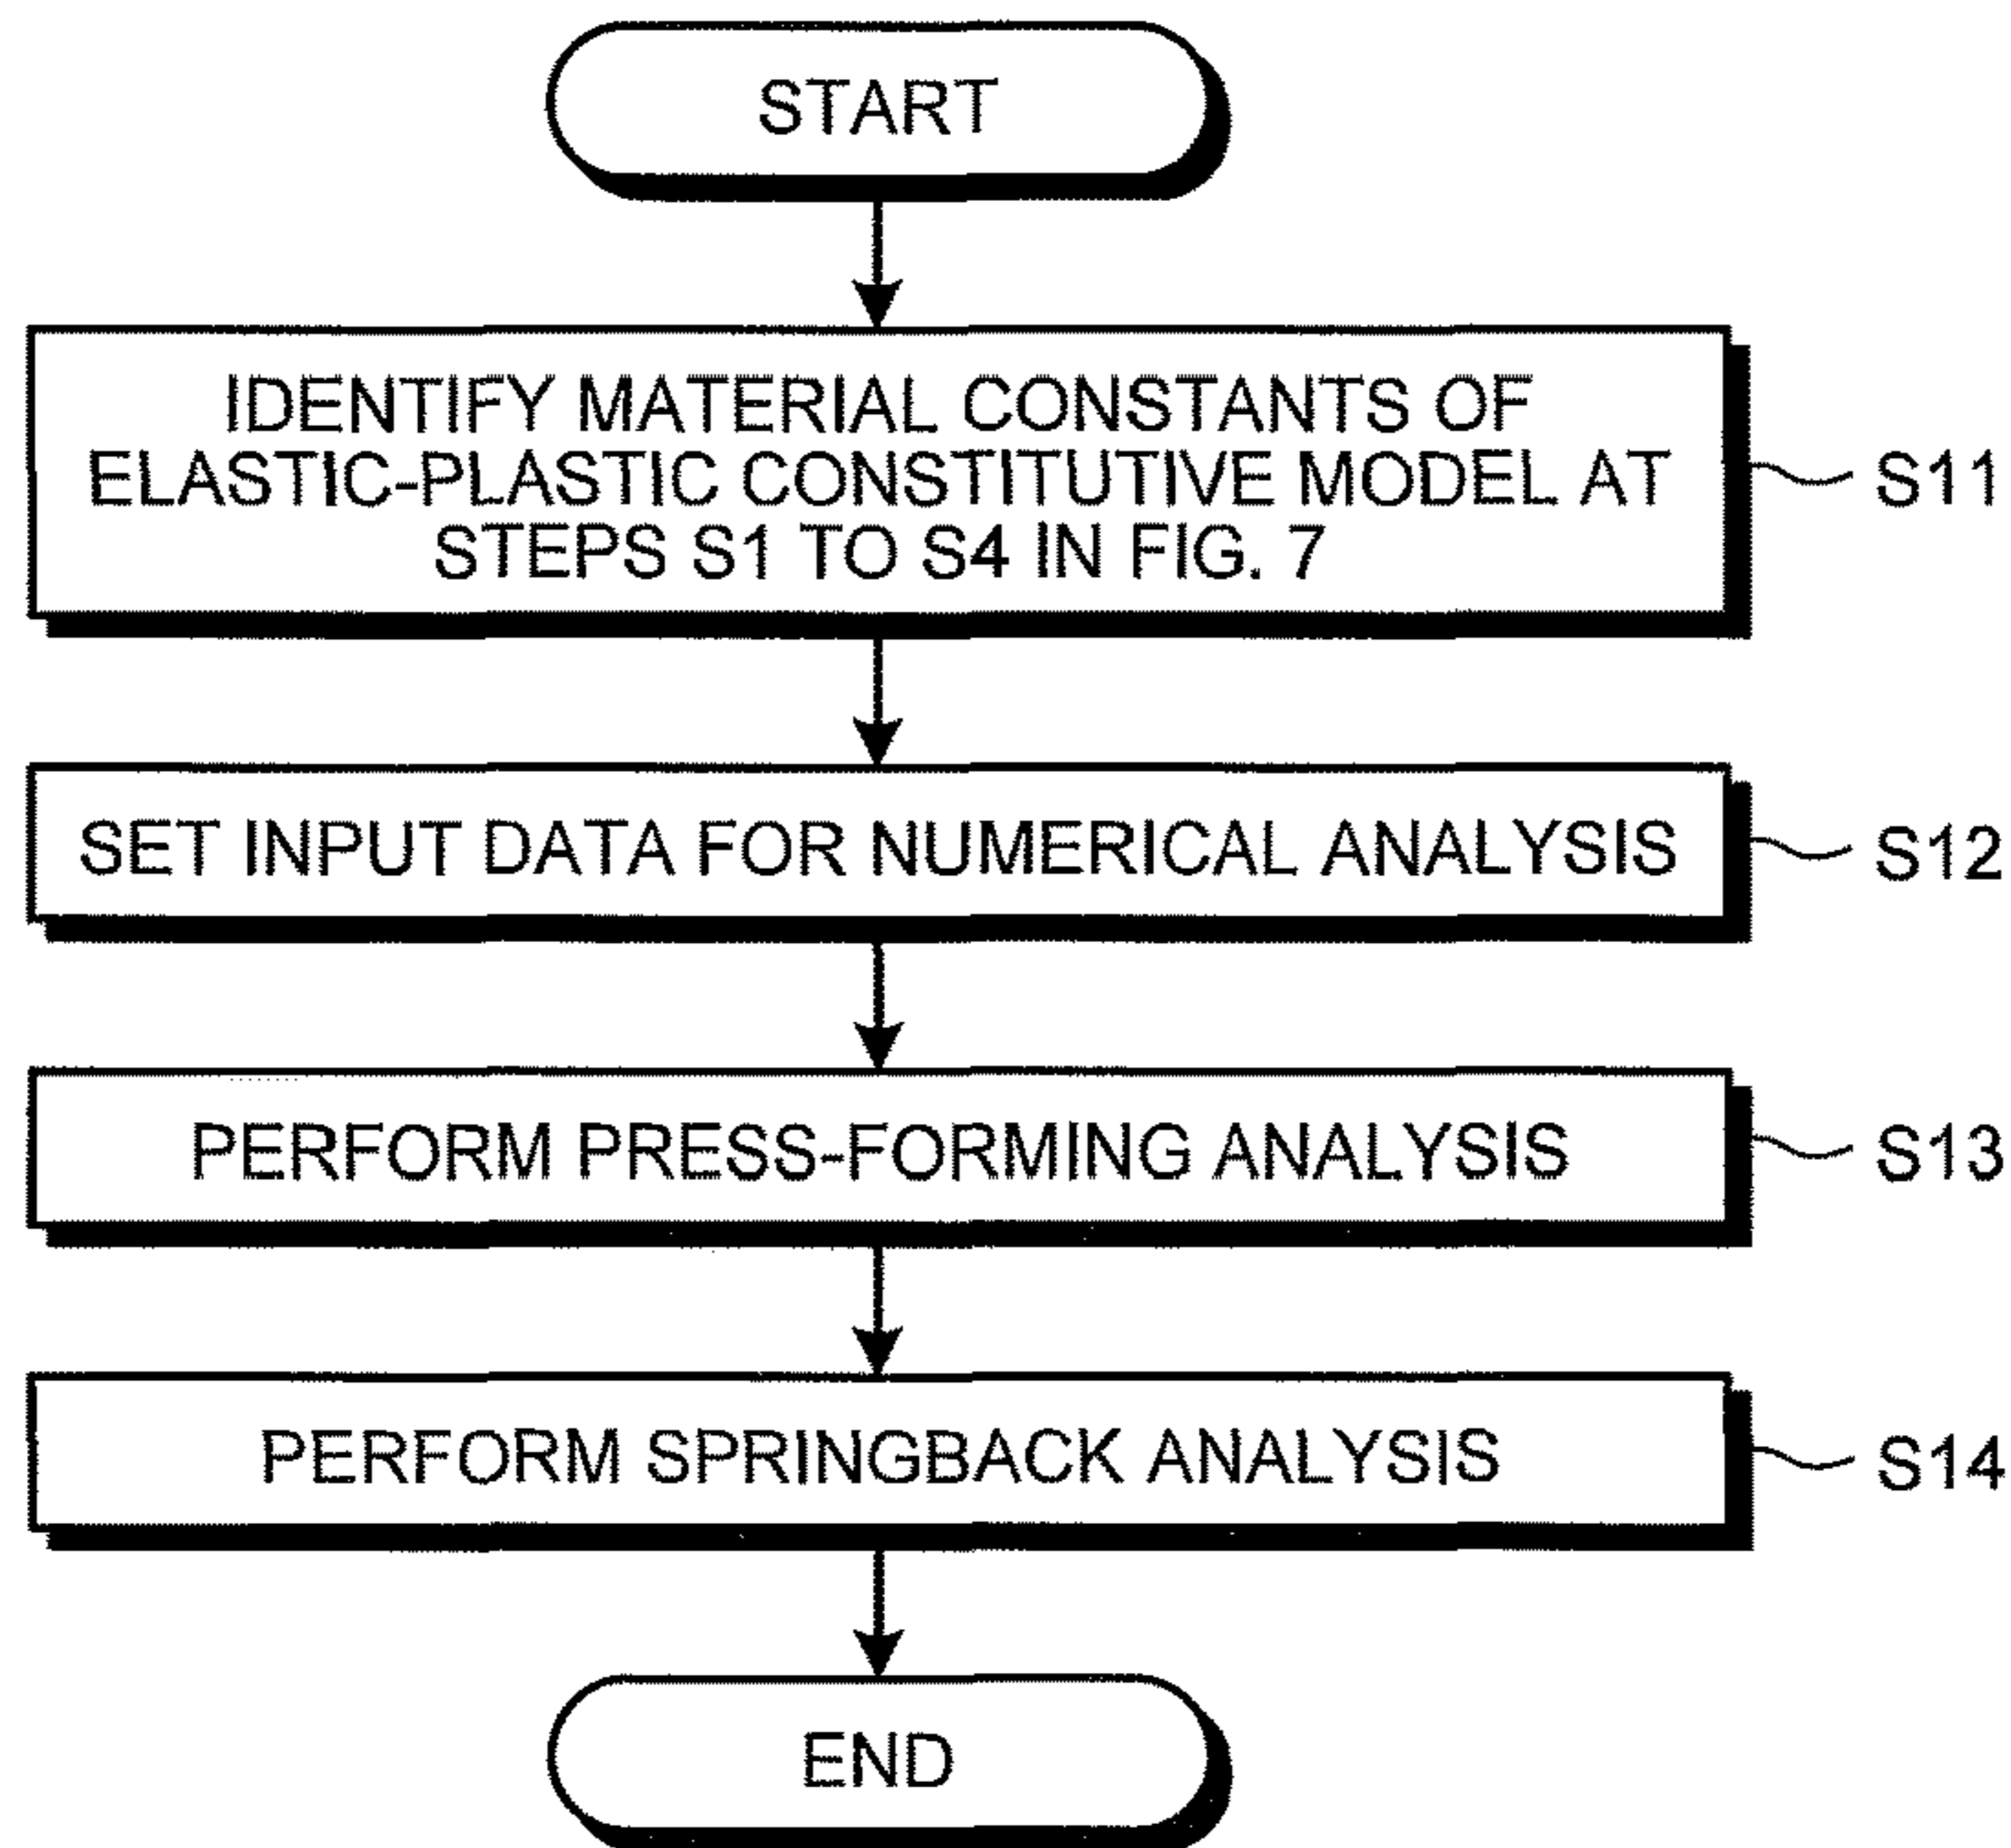 START
IDENTIFY MATERIAL CONSTANTS OF
ELASTIC-PLASTIC CONSTITUTIVE MODEL AT
STEPS S1 TO S4 IN FIG. 7
S11
SET INPUT DATA FOR NUMERICAL ANALYSIS
S12
PERFORM PRESS-FORMING ANALYSIS
S13
PERFORM SPRINGBACK ANALYSIS
S14
END